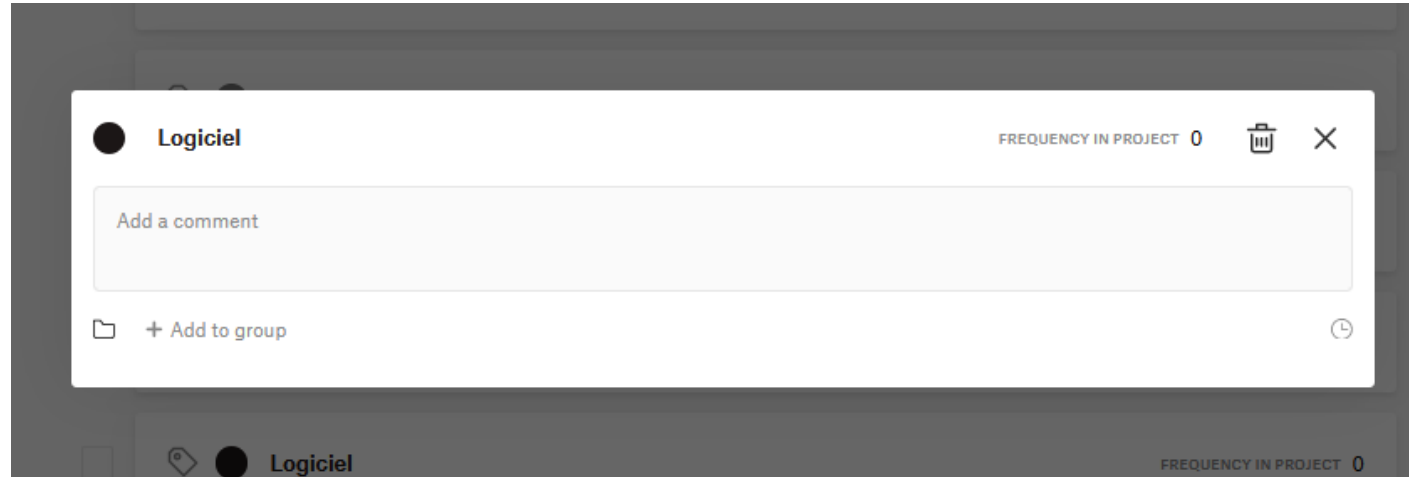 Logiciel FREQUENCY IN PROJECT 0
Add a comment
+ Add to group
Logiciel FREQUENCY IN PROJECT 0